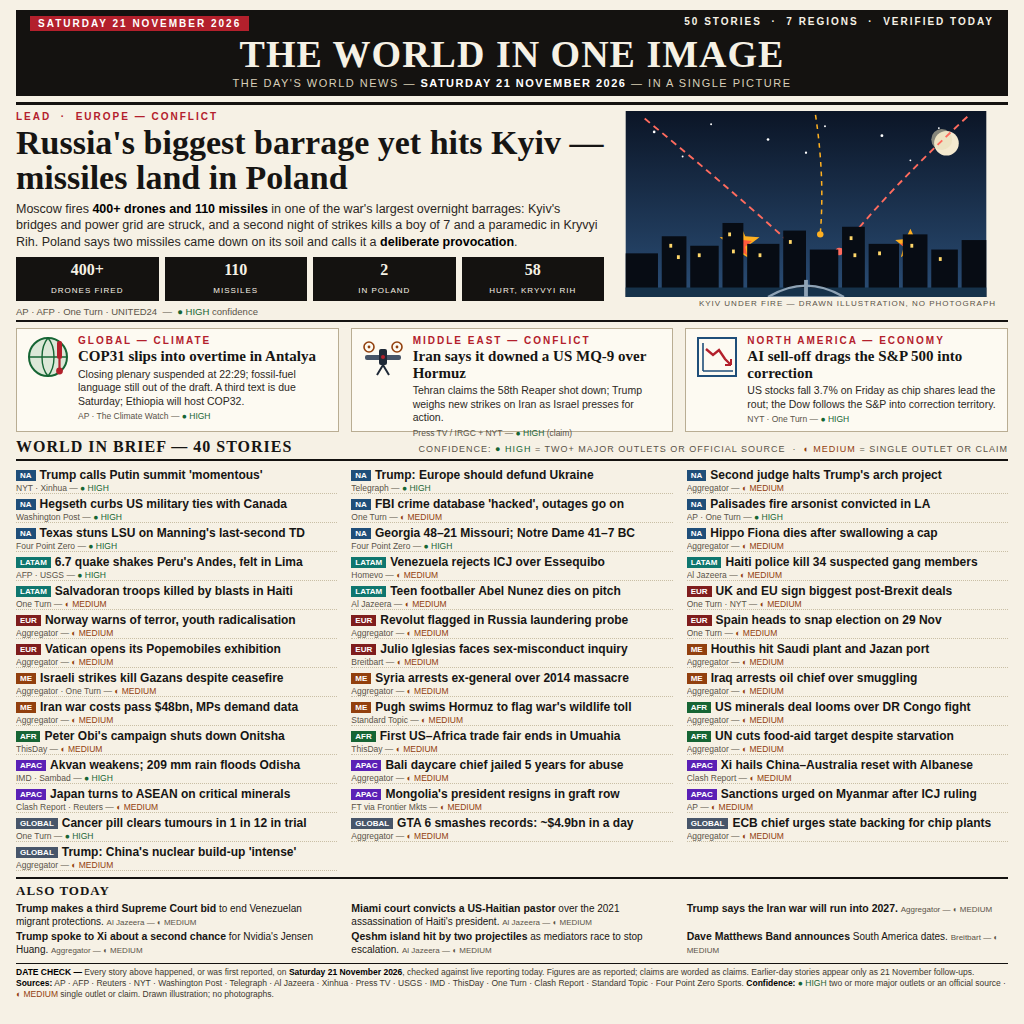 SATURDAY 21 NOVEMBER 2026
50 STORIES · 7 REGIONS · VERIFIED TODAY
THE WORLD IN ONE IMAGE
THE DAY'S WORLD NEWS — SATURDAY 21 NOVEMBER 2026 — IN A SINGLE PICTURE
LEAD · EUROPE — CONFLICT
Russia's biggest barrage yet hits Kyiv —
missiles land in Poland
Moscow fires 400+ drones and 110 missiles in one of the war's largest overnight barrages: Kyiv's
bridges and power grid are struck, and a second night of strikes kills a boy of 7 and a paramedic in Kryvyi
Rih. Poland says two missiles came down on its soil and calls it a deliberate provocation.
400+
DRONES FIRED
110
MISSILES
2
IN POLAND
58
HURT, KRYVYI RIH
AP · AFP · One Turn · UNITED24 — ● HIGH confidence
KYIV UNDER FIRE — DRAWN ILLUSTRATION, NO PHOTOGRAPH
GLOBAL — CLIMATE
COP31 slips into overtime in Antalya
Closing plenary suspended at 22:29; fossil-fuel
language still out of the draft. A third text is due
Saturday; Ethiopia will host COP32.
AP · The Climate Watch — ● HIGH
MIDDLE EAST — CONFLICT
Iran says it downed a US MQ-9 over
Hormuz
Tehran claims the 58th Reaper shot down; Trump
weighs new strikes on Iran as Israel presses for
action.
Press TV / IRGC + NYT — ● HIGH (claim)
NORTH AMERICA — ECONOMY
AI sell-off drags the S&P 500 into
correction
US stocks fall 3.7% on Friday as chip shares lead the
rout; the Dow follows the S&P into correction territory.
NYT · One Turn — ● HIGH
WORLD IN BRIEF — 40 STORIES
CONFIDENCE: ● HIGH = TWO+ MAJOR OUTLETS OR OFFICIAL SOURCE · ◖ MEDIUM = SINGLE OUTLET OR CLAIM
NA Trump calls Putin summit 'momentous'
NYT · Xinhua — ● HIGH
NA Trump: Europe should defend Ukraine
Telegraph — ● HIGH
NA Second judge halts Trump's arch project
Aggregator — ◖ MEDIUM
NA Hegseth curbs US military ties with Canada
Washington Post — ● HIGH
NA FBI crime database 'hacked', outages go on
One Turn — ◖ MEDIUM
NA Palisades fire arsonist convicted in LA
AP · One Turn — ● HIGH
NA Texas stuns LSU on Manning's last-second TD
Four Point Zero — ● HIGH
NA Georgia 48–21 Missouri; Notre Dame 41–7 BC
Four Point Zero — ● HIGH
NA Hippo Fiona dies after swallowing a cap
Aggregator — ◖ MEDIUM
LATAM 6.7 quake shakes Peru's Andes, felt in Lima
AFP · USGS — ● HIGH
LATAM Venezuela rejects ICJ over Essequibo
Homevo — ◖ MEDIUM
LATAM Haiti police kill 34 suspected gang members
Al Jazeera — ◖ MEDIUM
LATAM Salvadoran troops killed by blasts in Haiti
One Turn — ◖ MEDIUM
LATAM Teen footballer Abel Nunez dies on pitch
Al Jazeera — ◖ MEDIUM
EUR UK and EU sign biggest post-Brexit deals
One Turn · NYT — ◖ MEDIUM
EUR Norway warns of terror, youth radicalisation
Aggregator — ◖ MEDIUM
EUR Revolut flagged in Russia laundering probe
Aggregator — ◖ MEDIUM
EUR Spain heads to snap election on 29 Nov
One Turn — ◖ MEDIUM
EUR Vatican opens its Popemobiles exhibition
Aggregator — ◖ MEDIUM
EUR Julio Iglesias faces sex-misconduct inquiry
Breitbart — ◖ MEDIUM
ME Houthis hit Saudi plant and Jazan port
Aggregator — ◖ MEDIUM
ME Israeli strikes kill Gazans despite ceasefire
Aggregator · One Turn — ◖ MEDIUM
ME Syria arrests ex-general over 2014 massacre
Aggregator — ◖ MEDIUM
ME Iraq arrests oil chief over smuggling
Aggregator — ◖ MEDIUM
ME Iran war costs pass $48bn, MPs demand data
Aggregator — ◖ MEDIUM
ME Pugh swims Hormuz to flag war's wildlife toll
Standard Topic — ◖ MEDIUM
AFR US minerals deal looms over DR Congo fight
Aggregator — ◖ MEDIUM
AFR Peter Obi's campaign shuts down Onitsha
ThisDay — ◖ MEDIUM
AFR First US–Africa trade fair ends in Umuahia
ThisDay — ◖ MEDIUM
AFR UN cuts food-aid target despite starvation
Aggregator — ◖ MEDIUM
APAC Akvan weakens; 209 mm rain floods Odisha
IMD · Sambad — ● HIGH
APAC Bali daycare chief jailed 5 years for abuse
Aggregator — ◖ MEDIUM
APAC Xi hails China–Australia reset with Albanese
Clash Report — ◖ MEDIUM
APAC Japan turns to ASEAN on critical minerals
Clash Report · Reuters — ◖ MEDIUM
APAC Mongolia's president resigns in graft row
FT via Frontier Mkts — ◖ MEDIUM
APAC Sanctions urged on Myanmar after ICJ ruling
AP — ◖ MEDIUM
GLOBAL Cancer pill clears tumours in 1 in 12 in trial
One Turn — ● HIGH
GLOBAL GTA 6 smashes records: ~$4.9bn in a day
Aggregator — ◖ MEDIUM
GLOBAL ECB chief urges state backing for chip plants
Aggregator — ◖ MEDIUM
GLOBAL Trump: China's nuclear build-up 'intense'
Aggregator — ◖ MEDIUM
ALSO TODAY
Trump makes a third Supreme Court bid to end Venezuelan
migrant protections. Al Jazeera — ◖ MEDIUM
Miami court convicts a US-Haitian pastor over the 2021
assassination of Haiti's president. Al Jazeera — ◖ MEDIUM
Trump says the Iran war will run into 2027. Aggregator — ◖ MEDIUM
Trump spoke to Xi about a second chance for Nvidia's Jensen
Huang. Aggregator — ◖ MEDIUM
Qeshm island hit by two projectiles as mediators race to stop
escalation. Al Jazeera — ◖ MEDIUM
Dave Matthews Band announces South America dates. Breitbart — ◖
MEDIUM
DATE CHECK — Every story above happened, or was first reported, on Saturday 21 November 2026, checked against live reporting today. Figures are as reported; claims are worded as claims. Earlier-day stories appear only as 21 November follow-ups.
Sources: AP · AFP · Reuters · NYT · Washington Post · Telegraph · Al Jazeera · Xinhua · Press TV · USGS · IMD · ThisDay · One Turn · Clash Report · Standard Topic · Four Point Zero Sports. Confidence: ● HIGH two or more major outlets or an official source ·
◖ MEDIUM single outlet or claim. Drawn illustration; no photographs.